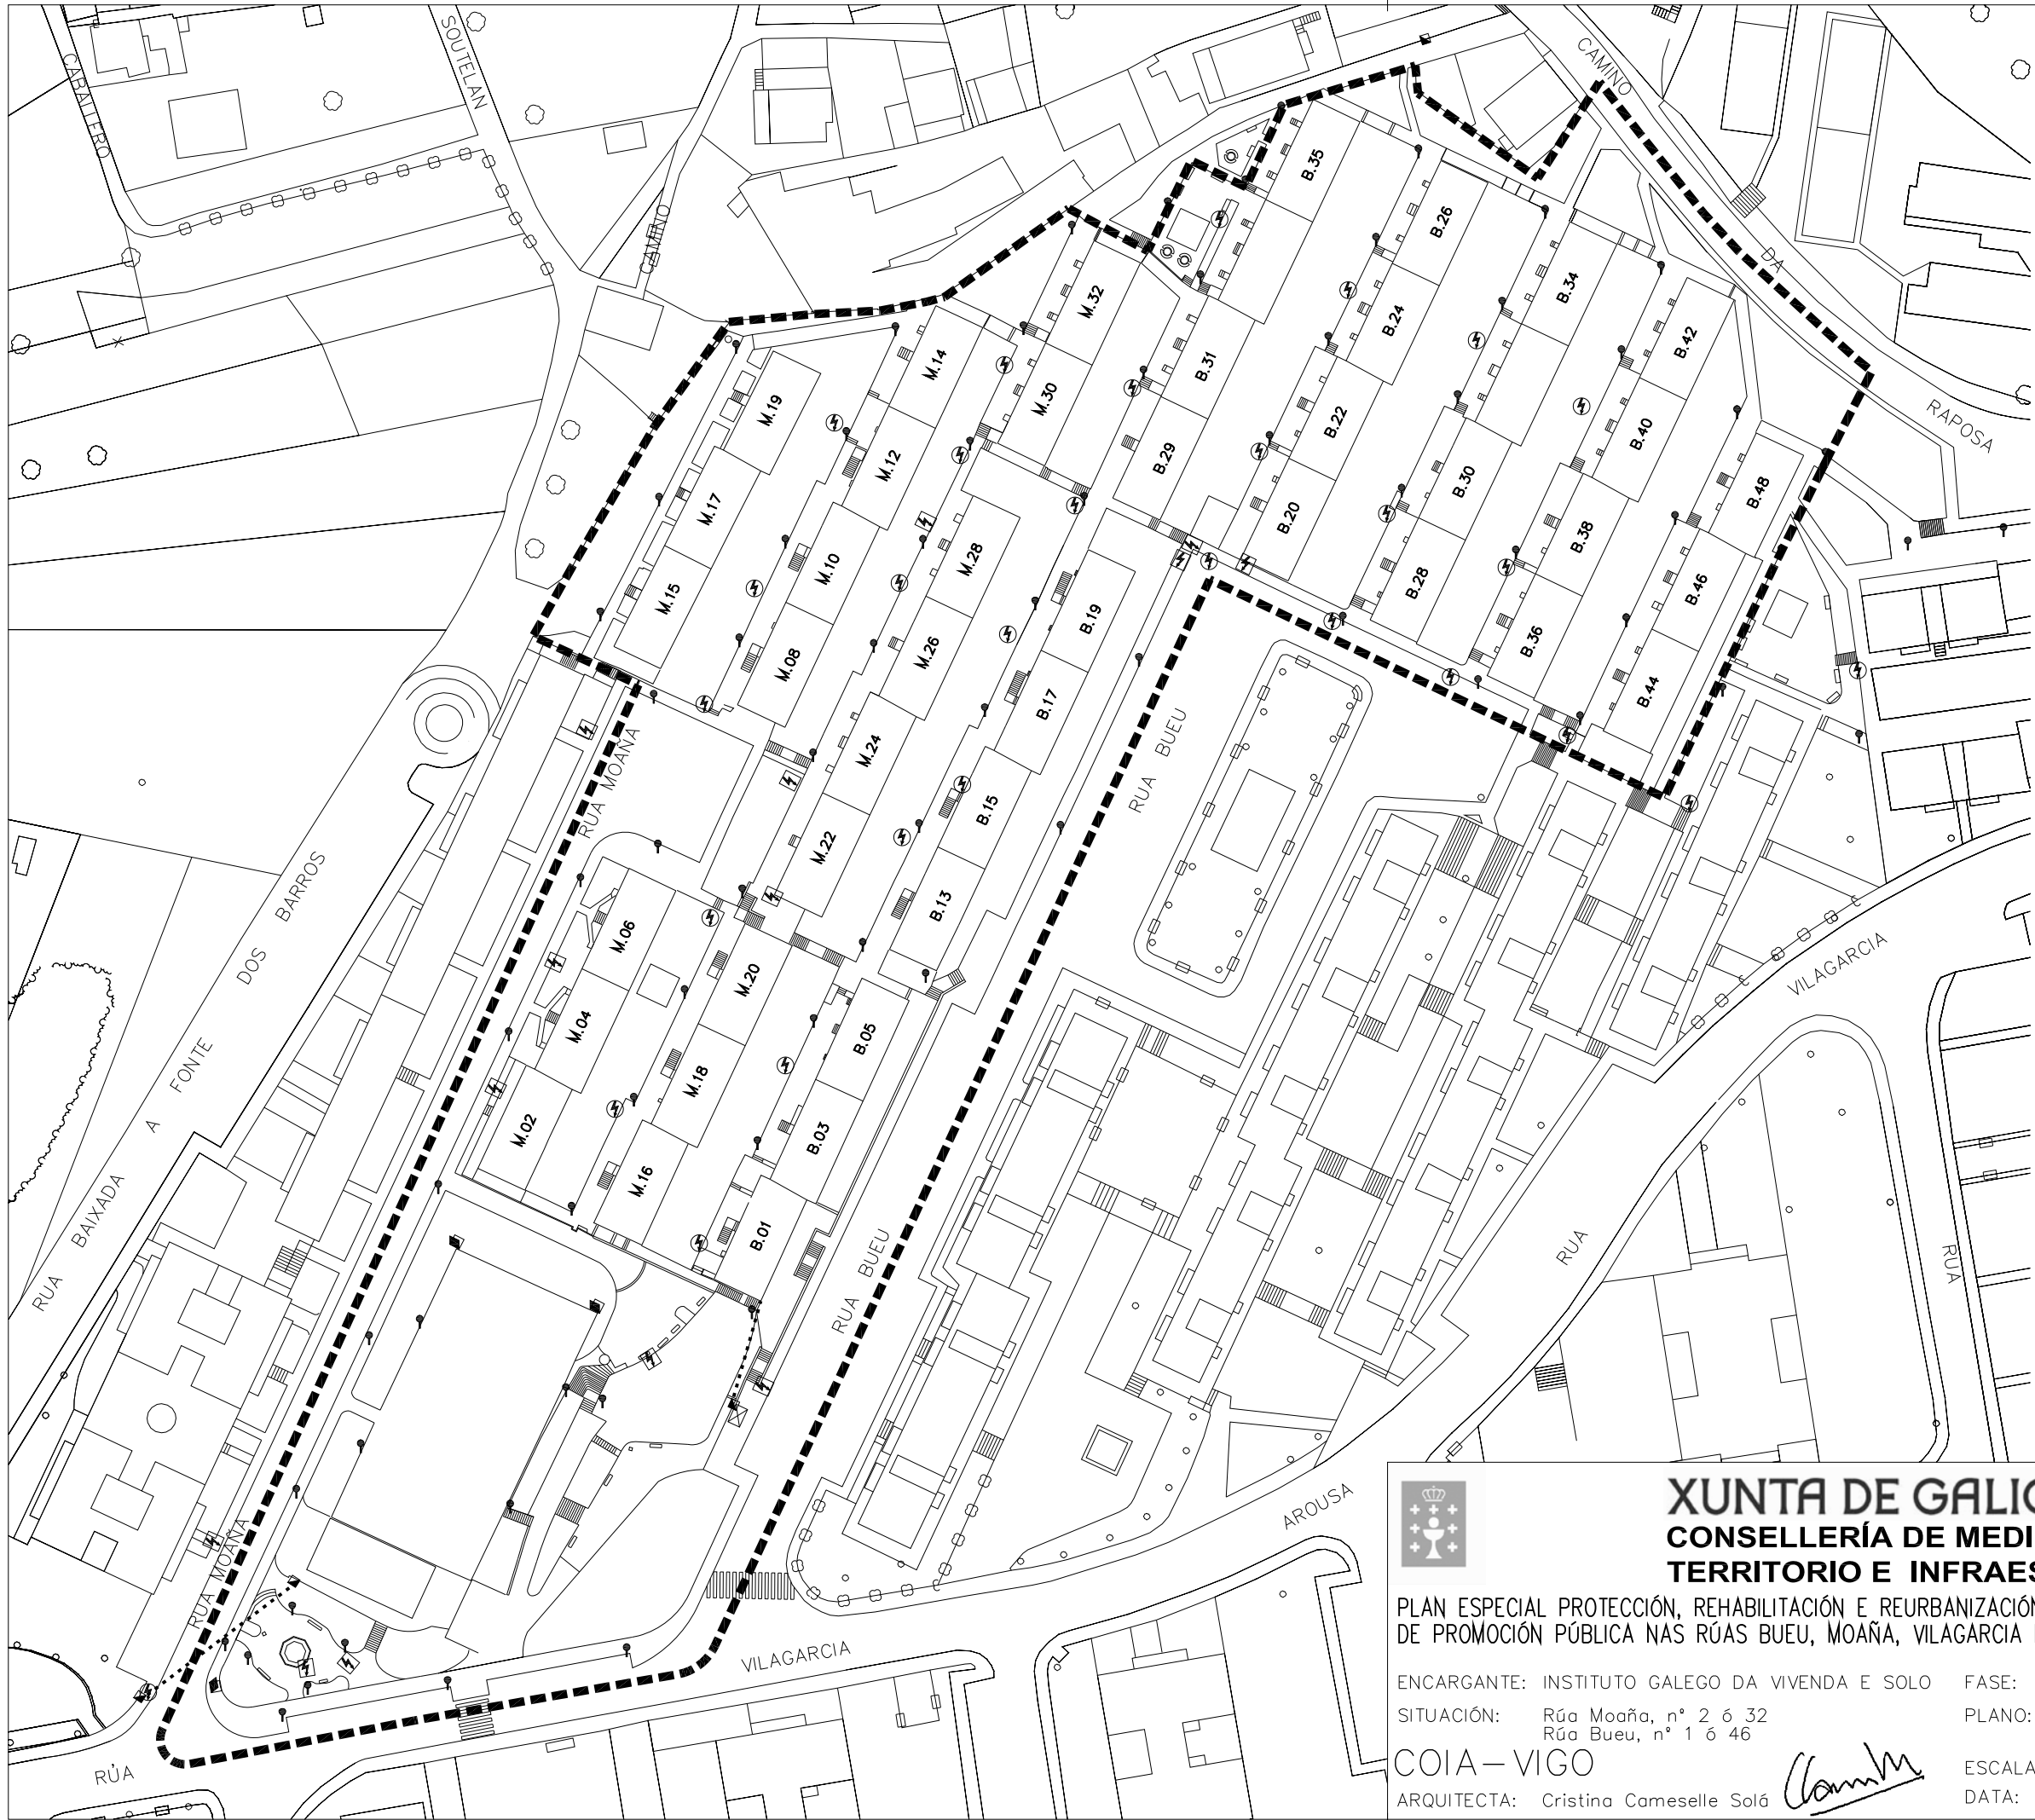 CABALEIRO
SOUTELAN
CAMINO
CAMINO
DA
RAPOSA
B.35
B.26
B.34
M.32
B.42
B.24
M.14
B.31
M.30
M.19
B.22
B.40
M.12
B.29
B.30
B.48
M.17
B.20
B.38
M.10
M.28
B.28
B.46
M.15
B.19
B.36
M.08
M.26
B.44
B.17
M.24
RUA MOAÑA
RUA BUEU
B.15
M.22
B.13
M.06
M.20
M.04
B.05
M.18
M.02
B.03
M.16
B.01
RUA BAIXADA A FONTE DOS BARROS
RUA BUEU
VILAGARCIA
RUA
RUA
AROUSA
RUA MOAÑA
VILAGARCIA
RÚA
XUNTA DE GALIC
CONSELLERÍA DE MEDI
TERRITORIO E INFRAES
PLAN ESPECIAL PROTECCIÓN, REHABILITACIÓN E REURBANIZACIÓN
DE PROMOCIÓN PÚBLICA NAS RÚAS BUEU, MOAÑA, VILAGARCIA
ENCARGANTE: INSTITUTO GALEGO DA VIVENDA E SOLO FASE:
SITUACIÓN: Rúa Moaña, nº 2 ó 32 PLANO:
Rúa Bueu, nº 1 ó 46
COIA-VIGO
ESCALA
ARQUITECTA: Cristina Cameselle Solá DATA: